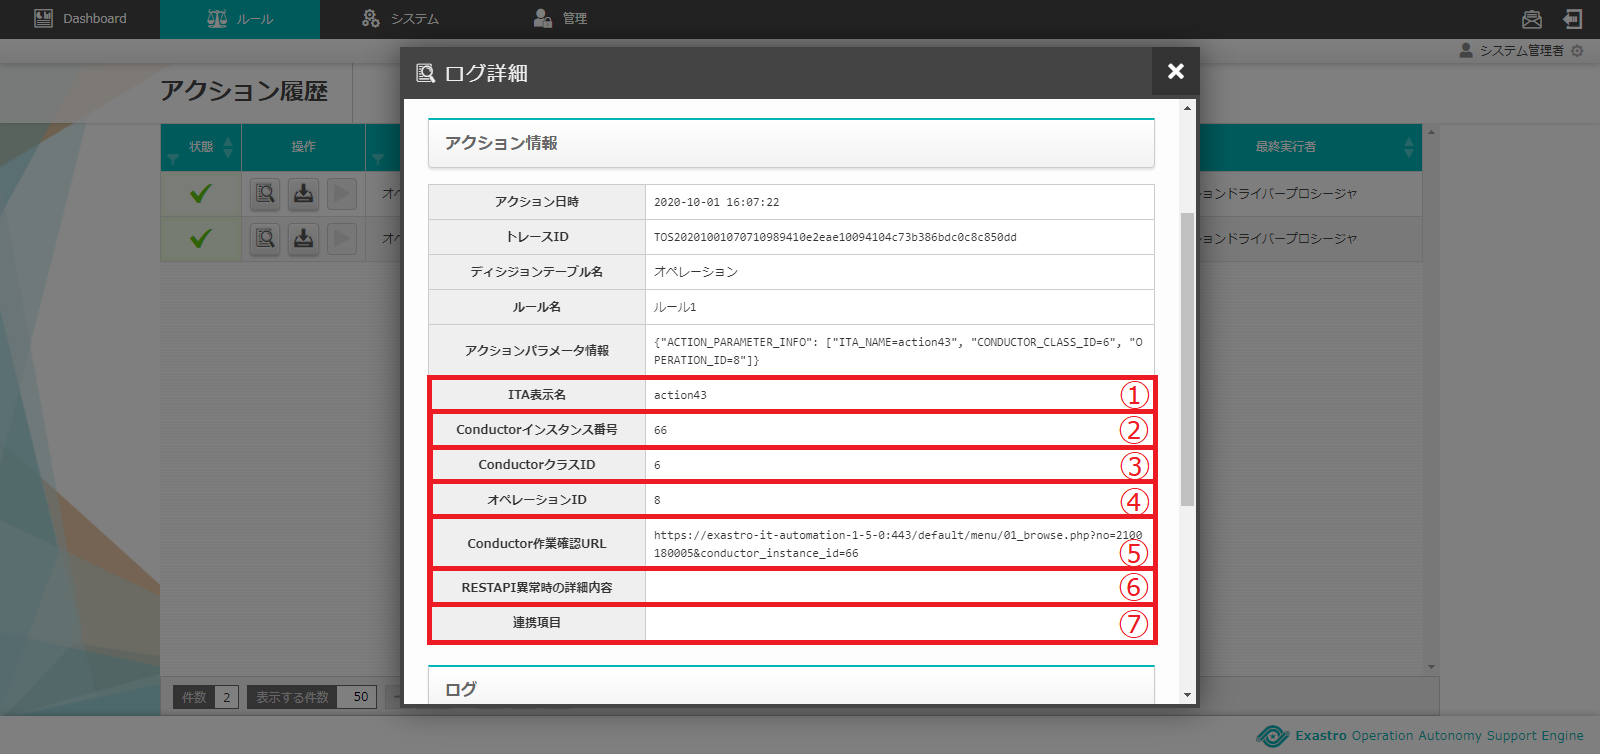 Dashboard
ルール
システム
管理
システム管理者
アクション履歴
ログ詳細
状態
操作
最終実行者
オペ
ションドライバープロシージャ
オペ
ションドライバープロシージャ
アクション情報
アクション日時 2020-10-01 16:07:22
トレースID TOS20201001070710989410e2eae10094104c73b386bdc0c8c850dd
ディシジョンテーブル名 オペレーション
ルール名 ルール1
アクションパラメータ情報 {"ACTION_PARAMETER_INFO": ["ITA_NAME=action43", "CONDUCTOR_CLASS_ID=6", "O
PERATION_ID=8"]}
ITA表示名 action43 ①
Conductorインスタンス番号 66 ②
ConductorクラスID 6 ③
オペレーションID 8 ④
Conductor作業確認URL https://exastro-it-automation-1-5-0:443/default/menu/01_browse.php?no=2100
180005&conductor_instance_id=66 ⑤
RESTAPI異常時の詳細内容 ⑥
連携項目 ⑦
ログ
件数 2 表示する件数 50
Exastro Operation Autonomy Support Engine